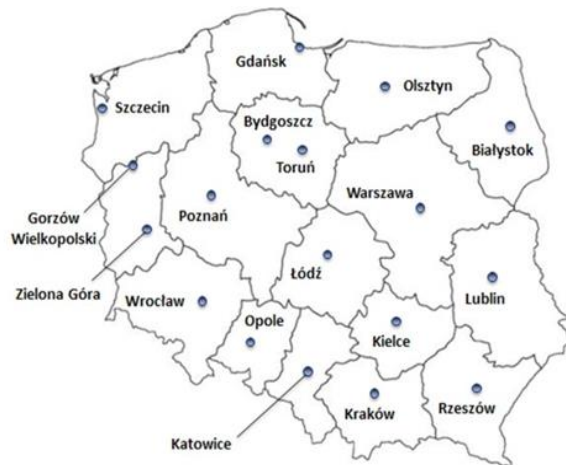 Gdańsk
Olsztyn
Szczecin
Bydgoszcz
Toruń
Białystok
Gorzów
Wielkopolski
Poznań
Warszawa
Zielona Góra
Łódź
Wrocław
Lublin
Opole
Kielce
Katowice
Kraków
Rzeszów